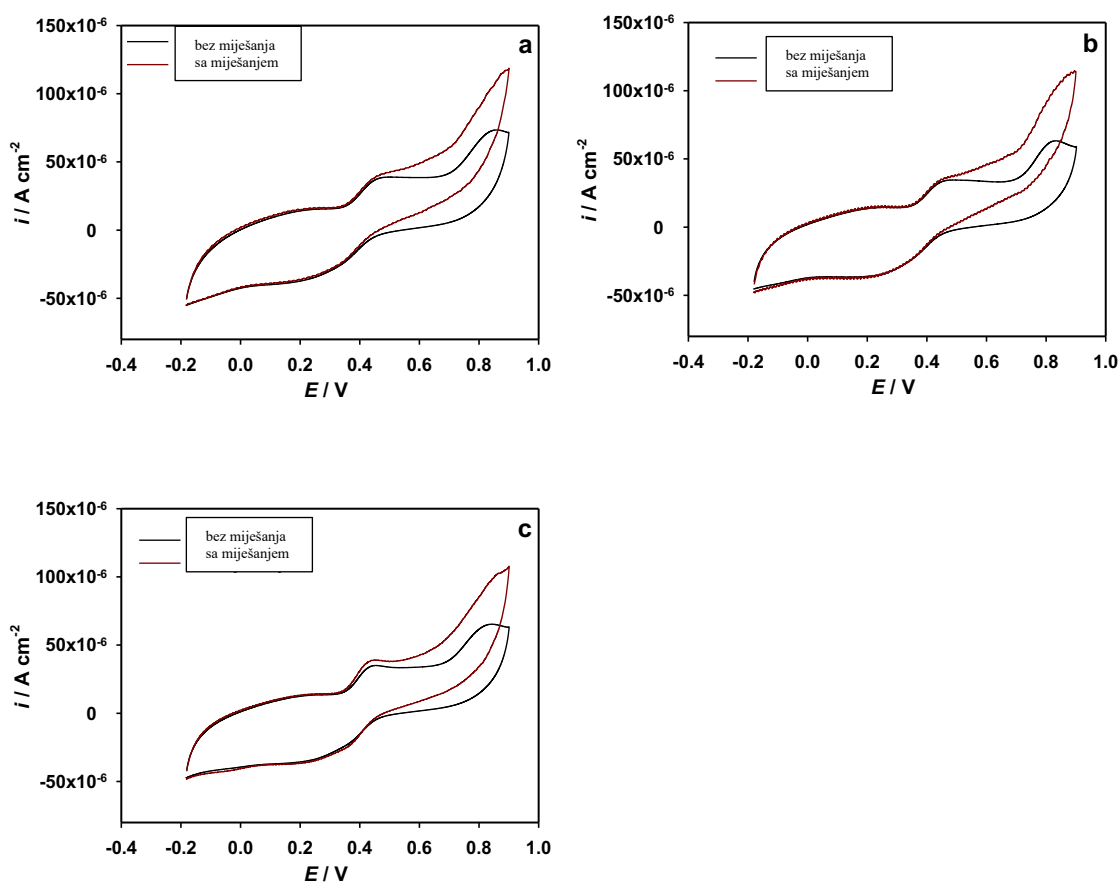 150x10-6
100x10-6
50x10-6
0
-50x10-6
i / A cm-2
bez miješanja
sa miješanjem
a
-0.4 -0.2 0.0 0.2 0.4 0.6 0.8 1.0
E / V
150x10-6
100x10-6
50x10-6
0
-50x10-6
i / A cm-2
bez miješanja
sa miješanjem
b
-0.4 -0.2 0.0 0.2 0.4 0.6 0.8 1.0
E / V
150x10-6
100x10-6
50x10-6
0
-50x10-6
i / A cm-2
bez miješanja
sa miješanjem
c
-0.4 -0.2 0.0 0.2 0.4 0.6 0.8 1.0
E / V